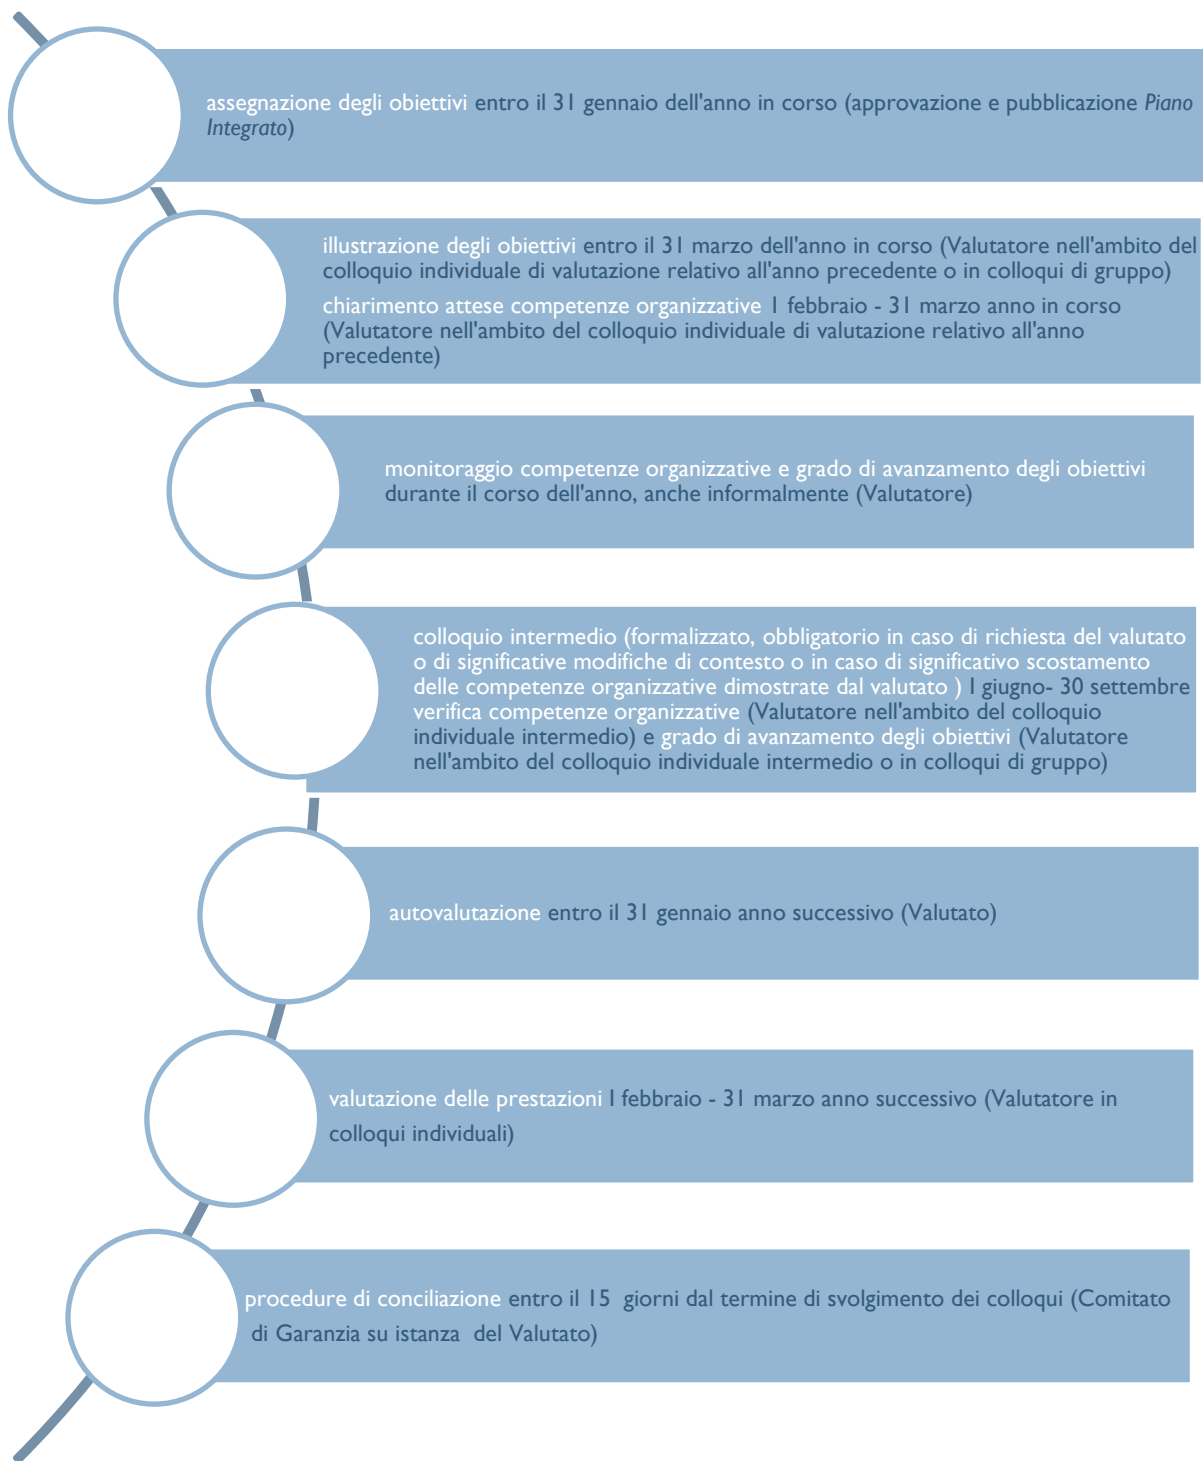 assegnazione degli obiettivi entro il 31 gennaio dell'anno in corso (approvazione e pubblicazione Piano
Integrato)
illustrazione degli obiettivi entro il 31 marzo dell'anno in corso (Valutatore nell'ambito del
colloquio individuale di valutazione relativo all'anno precedente o in colloqui di gruppo)
chiarimento attese competenze organizzative 1 febbraio - 31 marzo anno in corso
(Valutatore nell'ambito del colloquio individuale di valutazione relativo all'anno
precedente)
monitoraggio competenze organizzative e grado di avanzamento degli obiettivi
durante il corso dell'anno, anche informalmente (Valutatore)
colloquio intermedio (formalizzato, obbligatorio in caso di richiesta del valutato
o di significative modifiche di contesto o in caso di significativo scostamento
delle competenze organizzative dimostrate dal valutato ) 1 giugno- 30 settembre
verifica competenze organizzative (Valutatore nell'ambito del colloquio
individuale intermedio) e grado di avanzamento degli obiettivi (Valutatore
nell'ambito del colloquio individuale intermedio o in colloqui di gruppo)
autovalutazione entro il 31 gennaio anno successivo (Valutato)
valutazione delle prestazioni 1 febbraio - 31 marzo anno successivo (Valutatore in
colloqui individuali)
procedure di conciliazione entro il 15 giorni dal termine di svolgimento dei colloqui (Comitato
di Garanzia su istanza del Valutato)